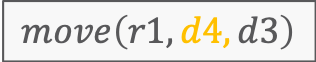 move(r1, d4, d3)